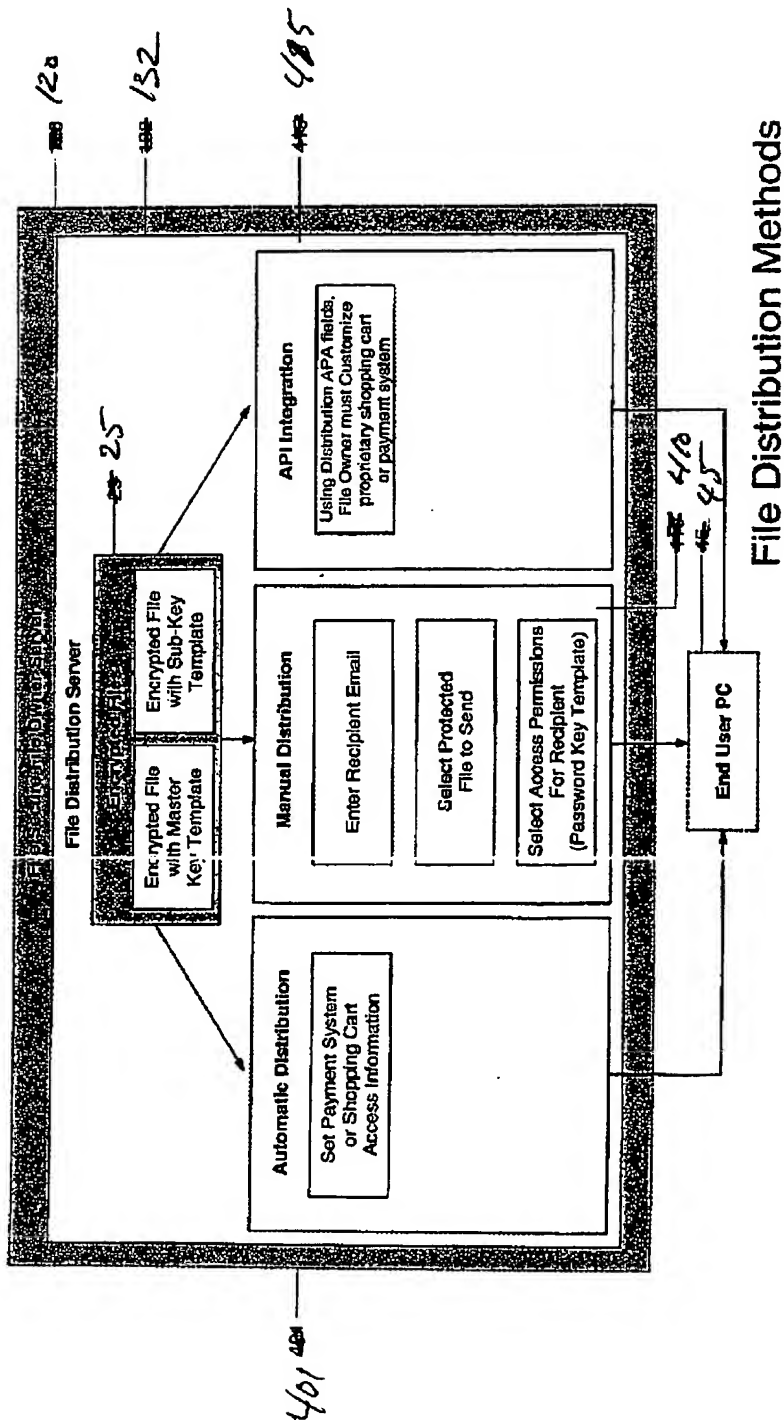 120
132
485
401
File Distribution Server
25
Encrypted File
with Master
Key Template
Encrypted File
with Sub-Key
Template
Automatic Distribution
Set Payment System
or Shopping Cart
Access Information
Manual Distribution
Enter Recipient Email
Select Protected
File to Send
Select Access Permissions
For Recipient
(Password Key Template)
API Integration
Using Distribution APA fields,
File Owner must Customize
proprietary shopping cart
or payment system
410
45
End User PC
File Distribution Methods